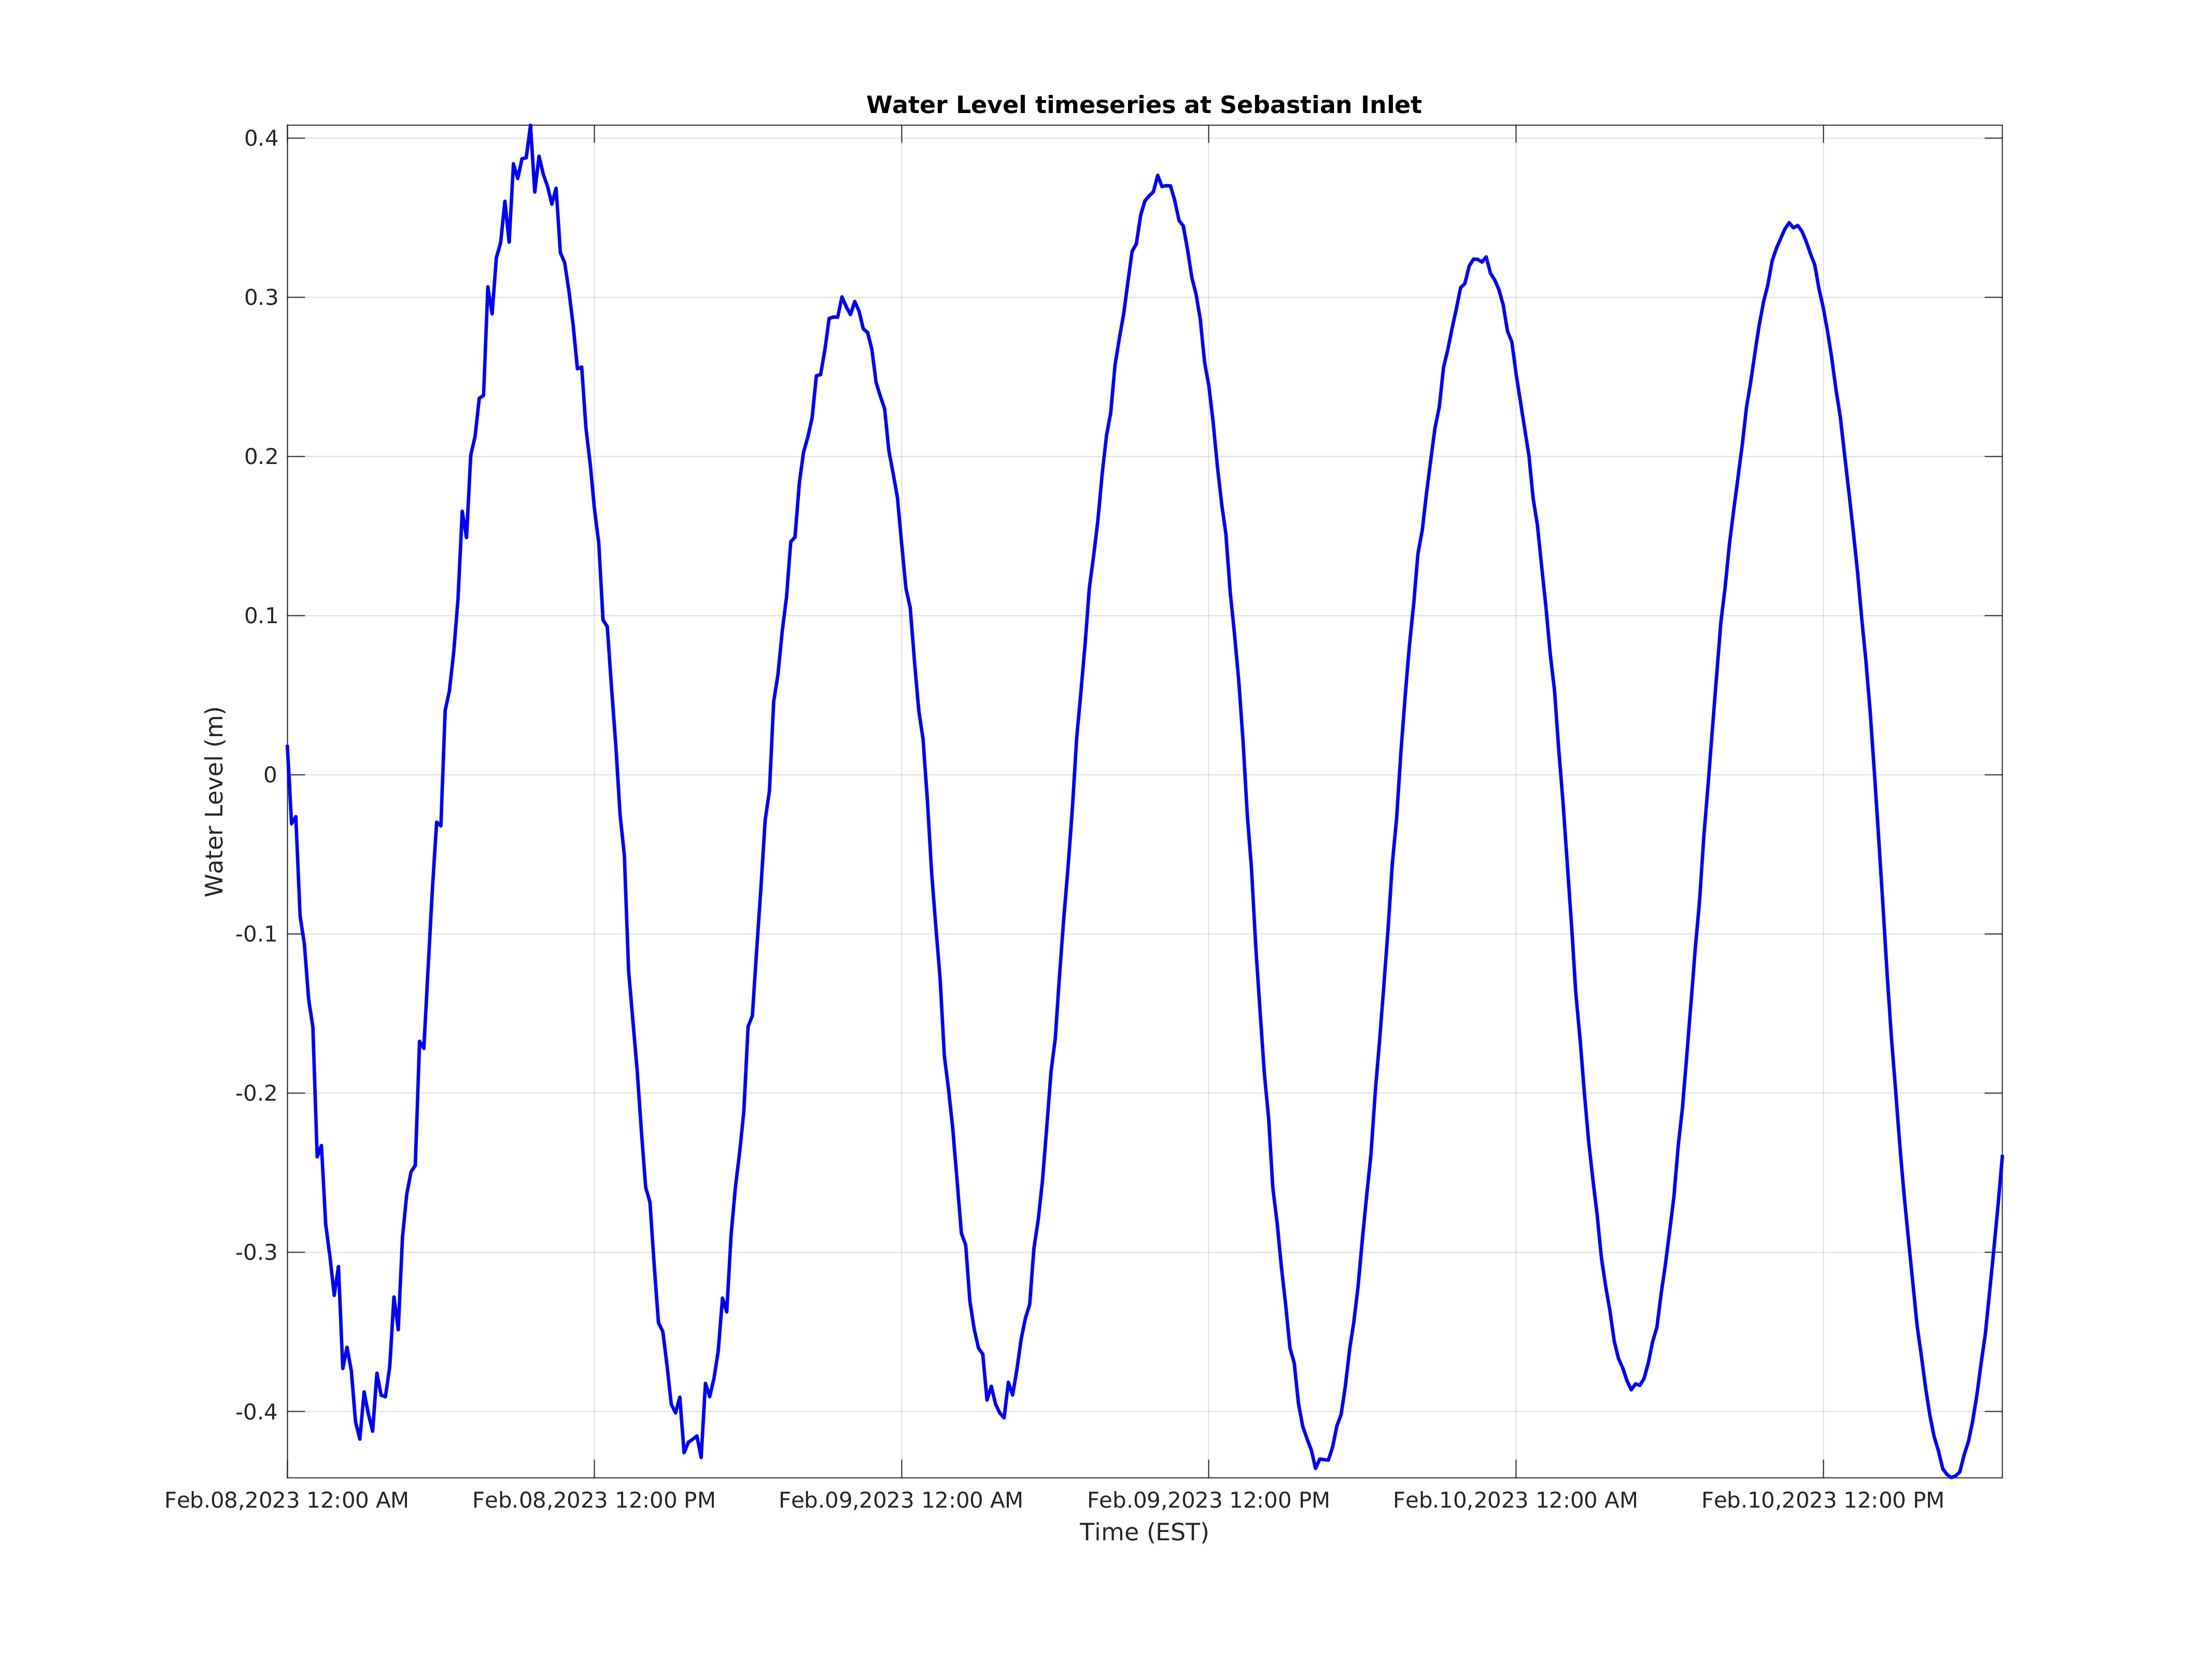 Water Level timeseries at Sebastian Inlet
0.4
0.3
0.2
0.1
0
-0.1
-0.2
-0.3
-0.4
Water Level (m)
Feb.08,2023 12:00 AM
Feb.08,2023 12:00 PM
Feb.09,2023 12:00 AM
Feb.09,2023 12:00 PM
Feb.10,2023 12:00 AM
Feb.10,2023 12:00 PM
Time (EST)